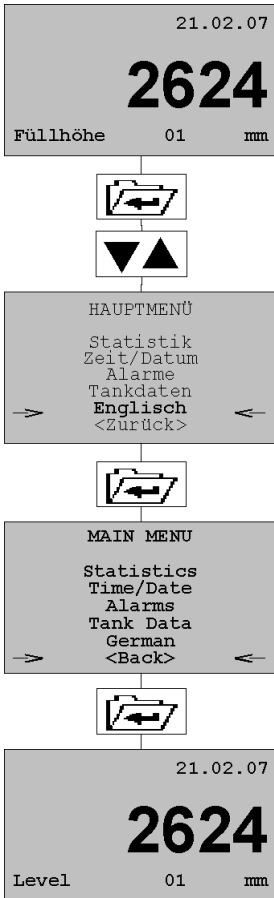 21.02.07
2624
Füllhöhe 01 mm
HAUPTMENÜ
Statistik
Zeit/Datum
Alarme
Tankdaten
Englisch
<Zurück>
MAIN MENU
Statistics
Time/Date
Alarms
Tank Data
German
<Back>
21.02.07
2624
Level 01 mm